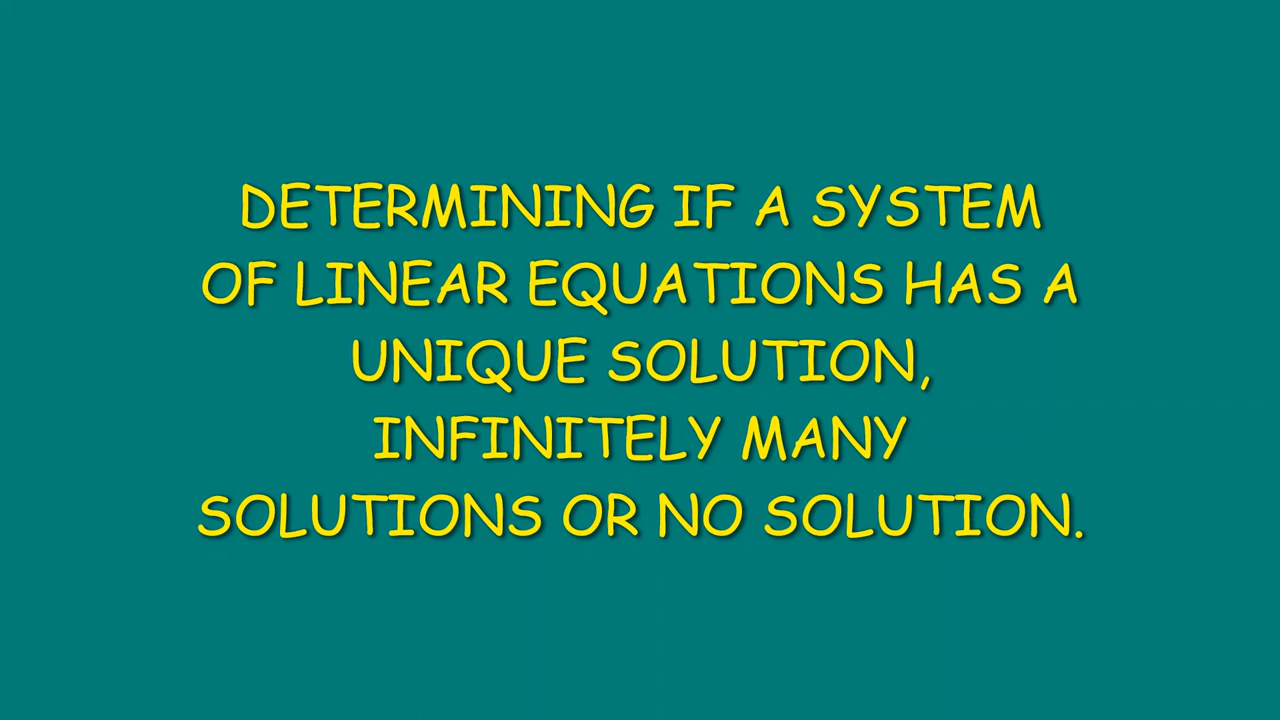 DETERMINING IF A SYSTEM
OF LINEAR EQUATIONS HAS A
UNIQUE SOLUTION,
INFINITELY MANY
SOLUTIONS OR NO SOLUTION.